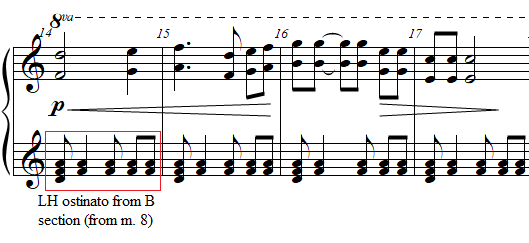 8va
14 15 16 17
p
LH ostinato from B
section (from m. 8)